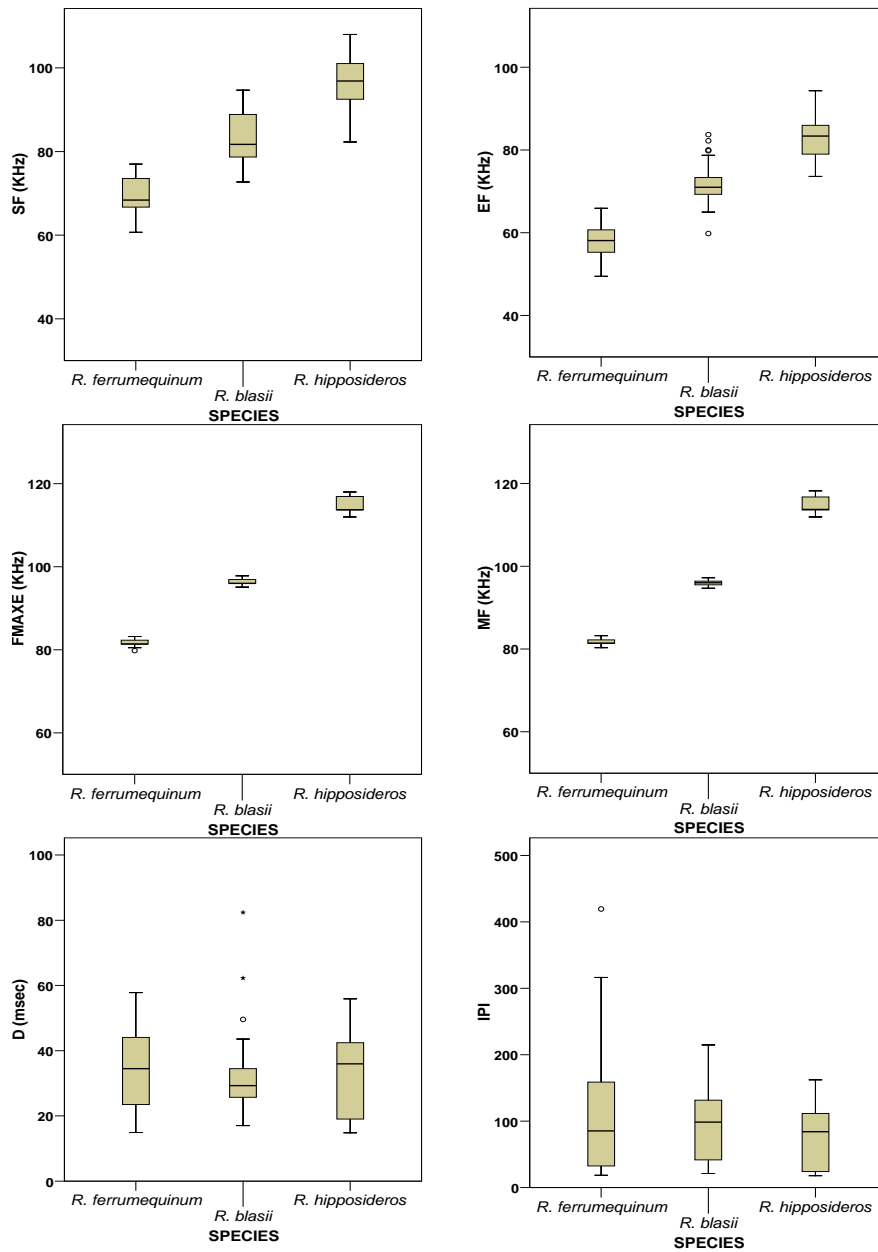 SF (KHz)
100
80
60
40
R. ferrumequinum
R. blasii
R. hipposideros
SPECIES
EF (KHz)
100
80
60
40
R. ferrumequinum
R. blasii
R. hipposideros
SPECIES
FMAXE (KHz)
120
100
80
60
R. ferrumequinum
R. blasii
R. hipposideros
SPECIES
MF (KHz)
120
100
80
60
R. ferrumequinum
R. blasii
R. hipposideros
SPECIES
D (msec)
100
80
60
40
20
0
R. ferrumequinum
R. blasii
R. hipposideros
SPECIES
IPI
500
400
300
200
100
0
R. ferrumequinum
R. blasii
R. hipposideros
SPECIES